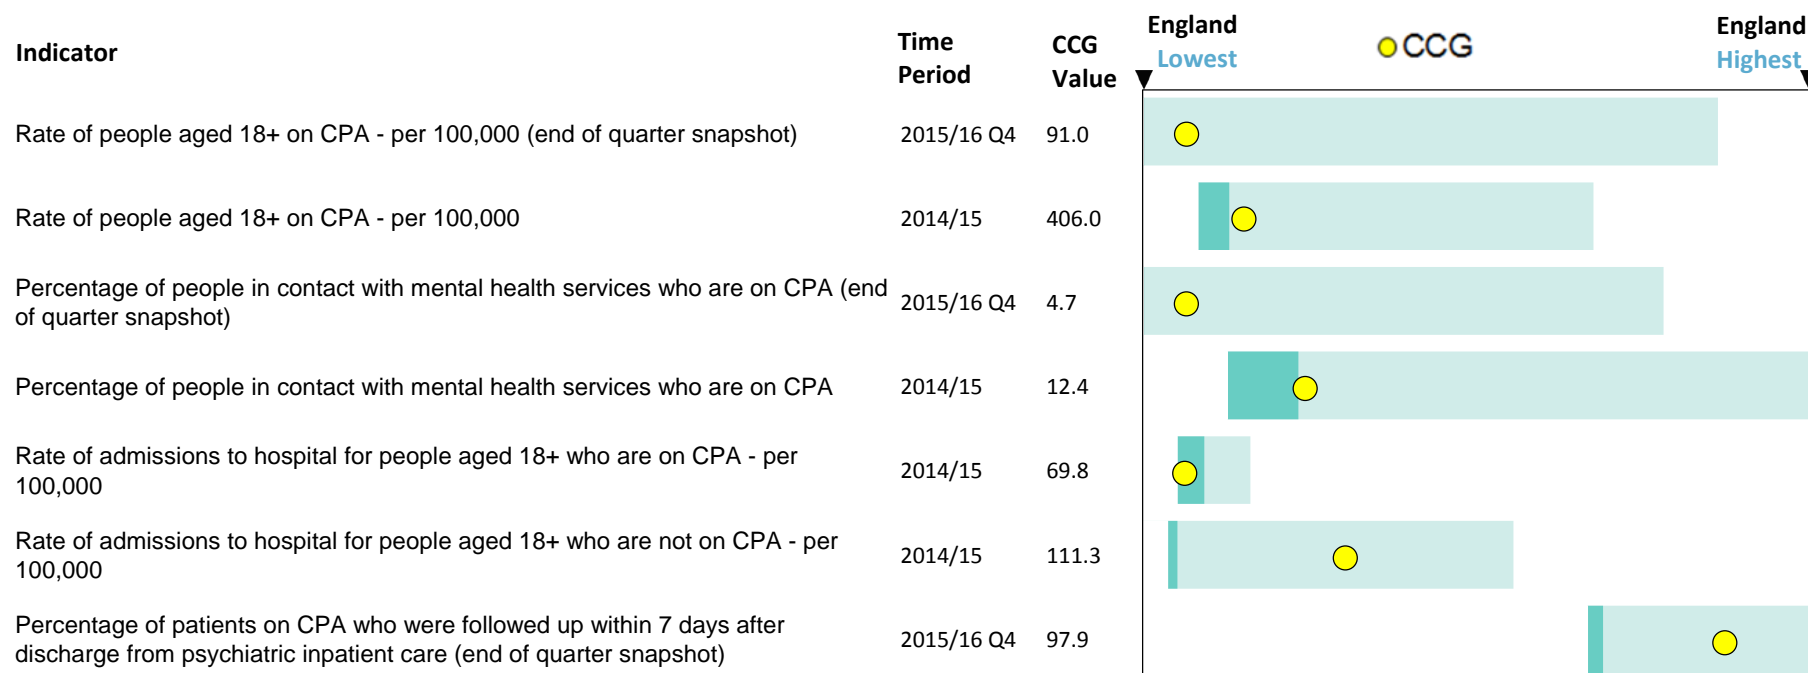 Indicator
Time Period
CCG Value
England Lowest
CCG
England Highest
Rate of people aged 18+ on CPA - per 100,000 (end of quarter snapshot)
2015/16 Q4
91.0
Rate of people aged 18+ on CPA - per 100,000
2014/15
406.0
Percentage of people in contact with mental health services who are on CPA (end
of quarter snapshot)
2015/16 Q4
4.7
Percentage of people in contact with mental health services who are on CPA
2014/15
12.4
Rate of admissions to hospital for people aged 18+ who are on CPA - per
100,000
2014/15
69.8
Rate of admissions to hospital for people aged 18+ who are not on CPA - per
100,000
2014/15
111.3
Percentage of patients on CPA who were followed up within 7 days after
discharge from psychiatric inpatient care (end of quarter snapshot)
2015/16 Q4
97.9